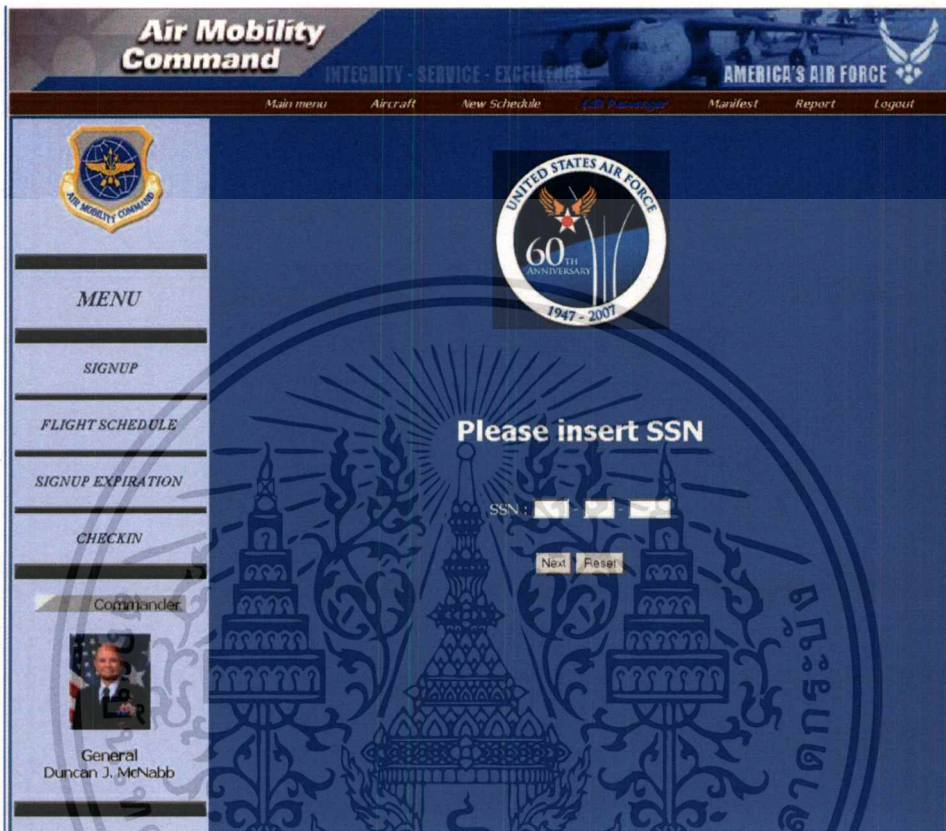 Air Mobility
Command
INTEGRITY - SERVICE - EXCELLENCE
AMERICA'S AIR FORCE
Main menu Aircraft New Schedule Edit Passenger Manifest Report Logout
AIR MOBILITY COMMAND
UNITED STATES AIR FORCE
60TH
ANNIVERSARY
1947 - 2007
MENU
SIGNUP
FLIGHT SCHEDULE
SIGNUP EXPIRATION
CHECKIN
Please insert SSN
SSN : - -
Next Reset
Commander
General
Duncan J. McNabb